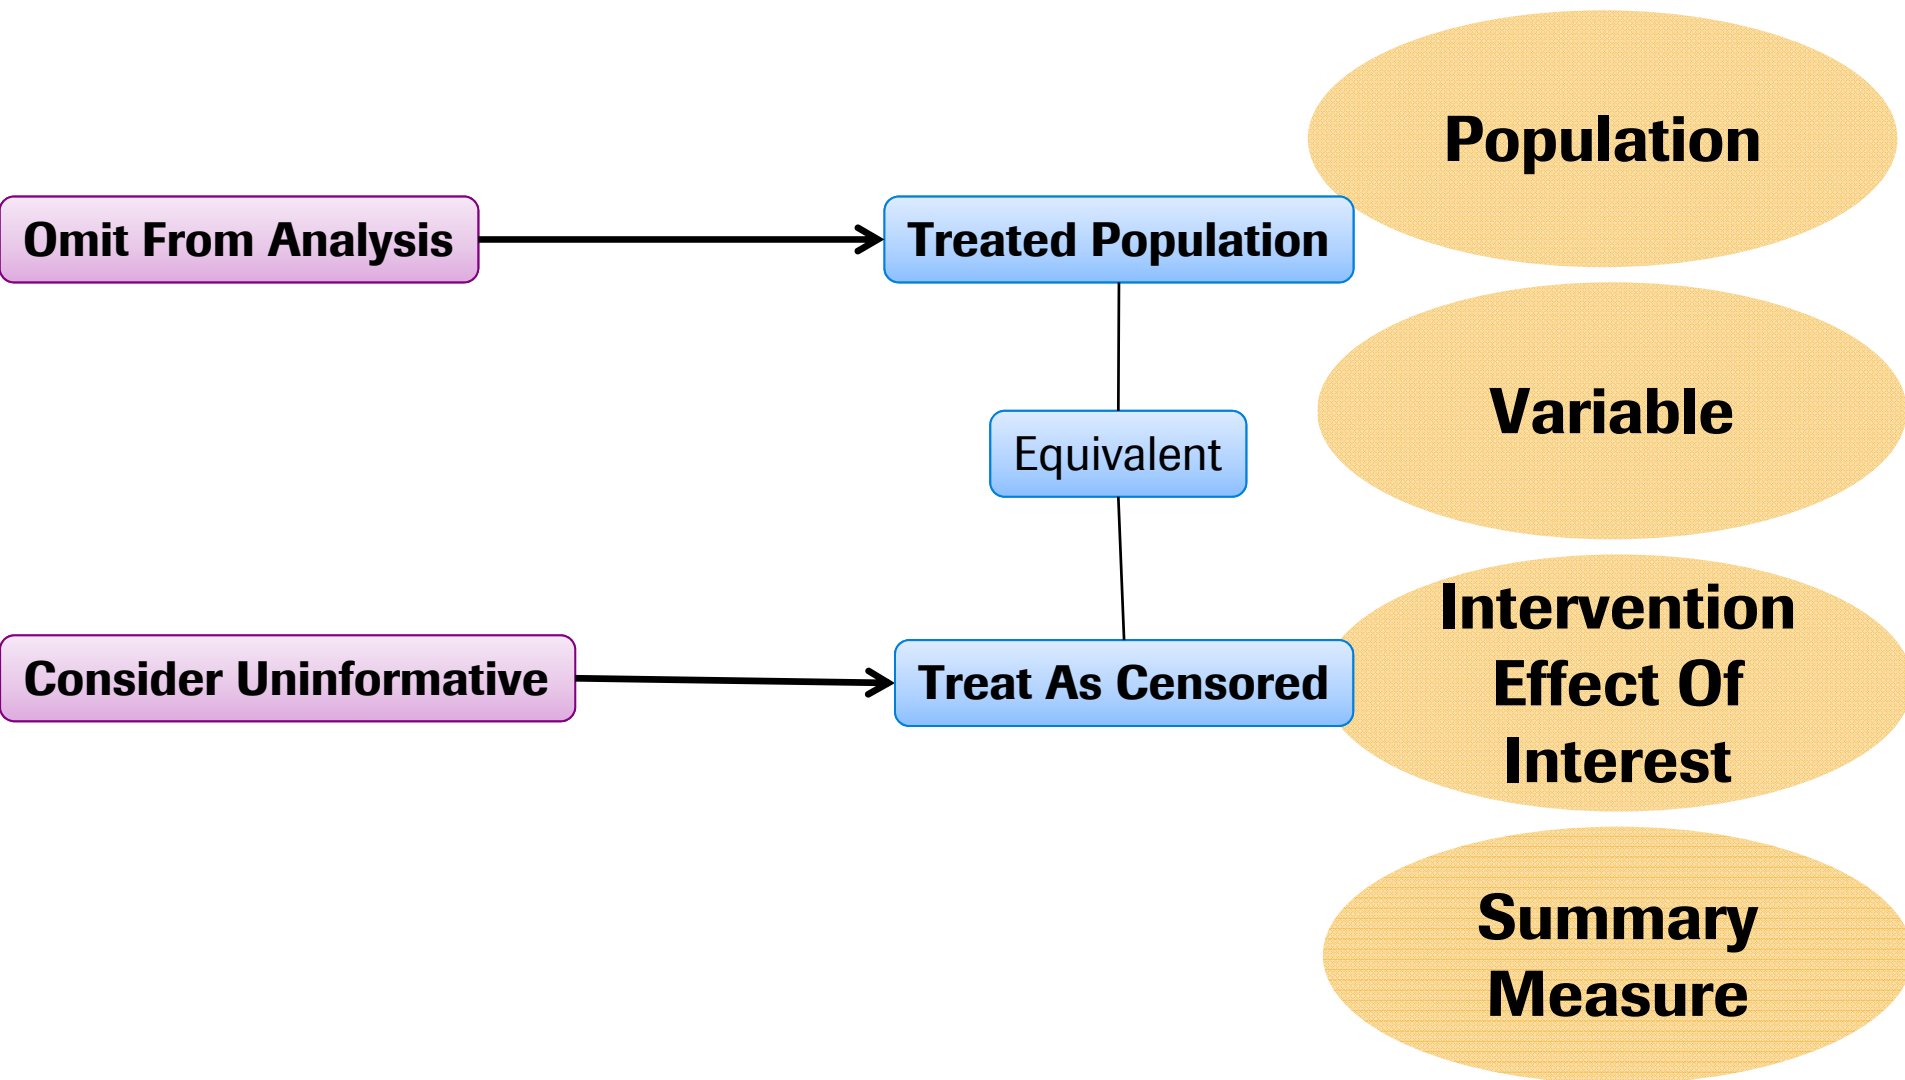 Population
Omit From Analysis
Treated Population
Variable
Equivalent
Intervention
Effect Of
Interest
Consider Uninformative
Treat As Censored
Summary
Measure